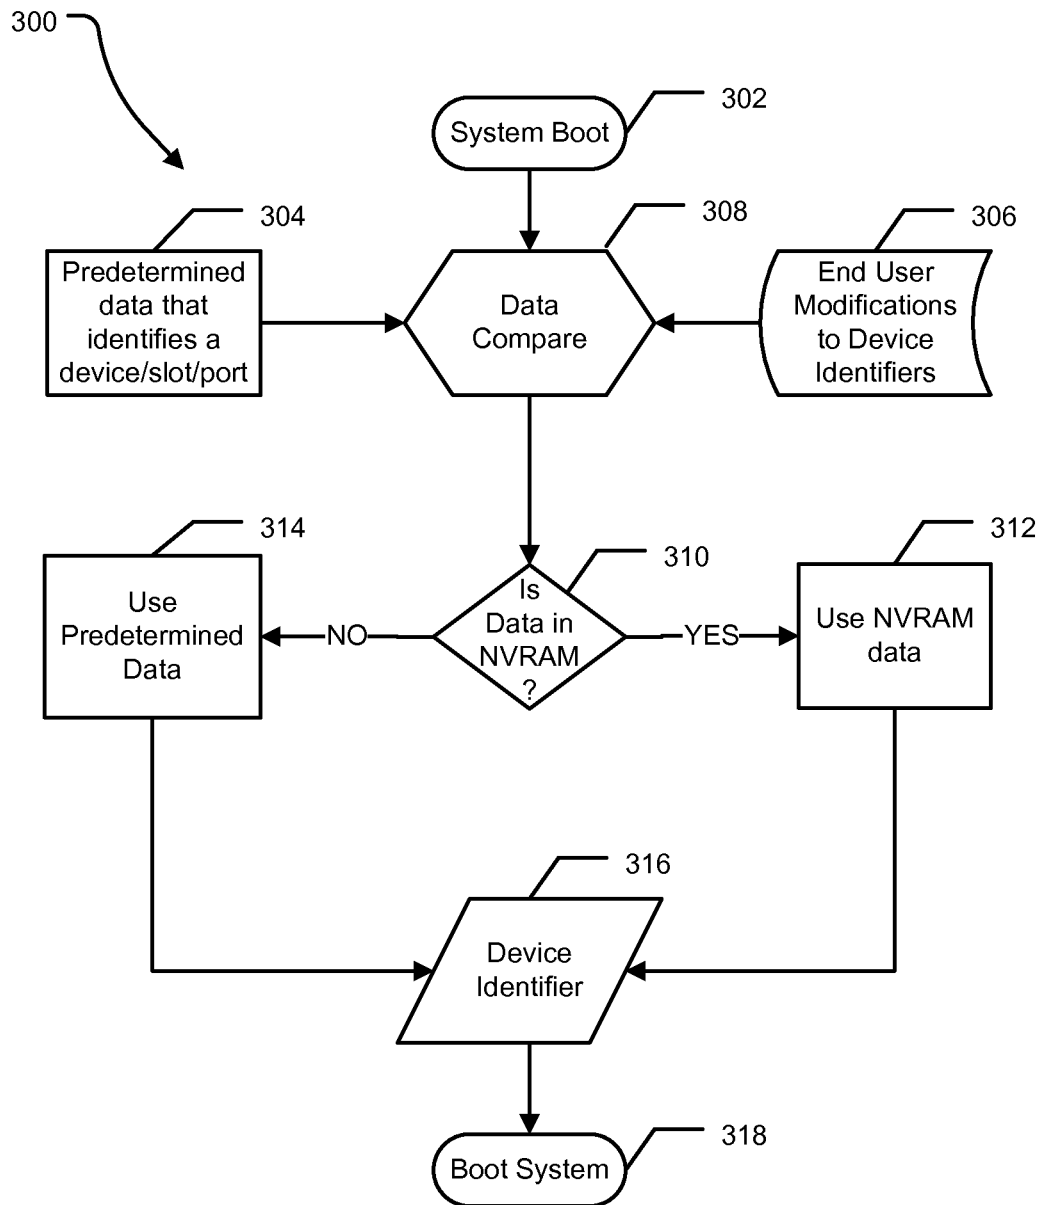 300
System Boot
302
304
308
306
Predetermined
data that
identifies a
device/slot/port
Data
Compare
End User
Modifications
to Device
Identifiers
314
310
312
Use
Predetermined
Data
NO
Is
Data in
NVRAM
?
YES
Use NVRAM
data
316
Device
Identifier
Boot System
318